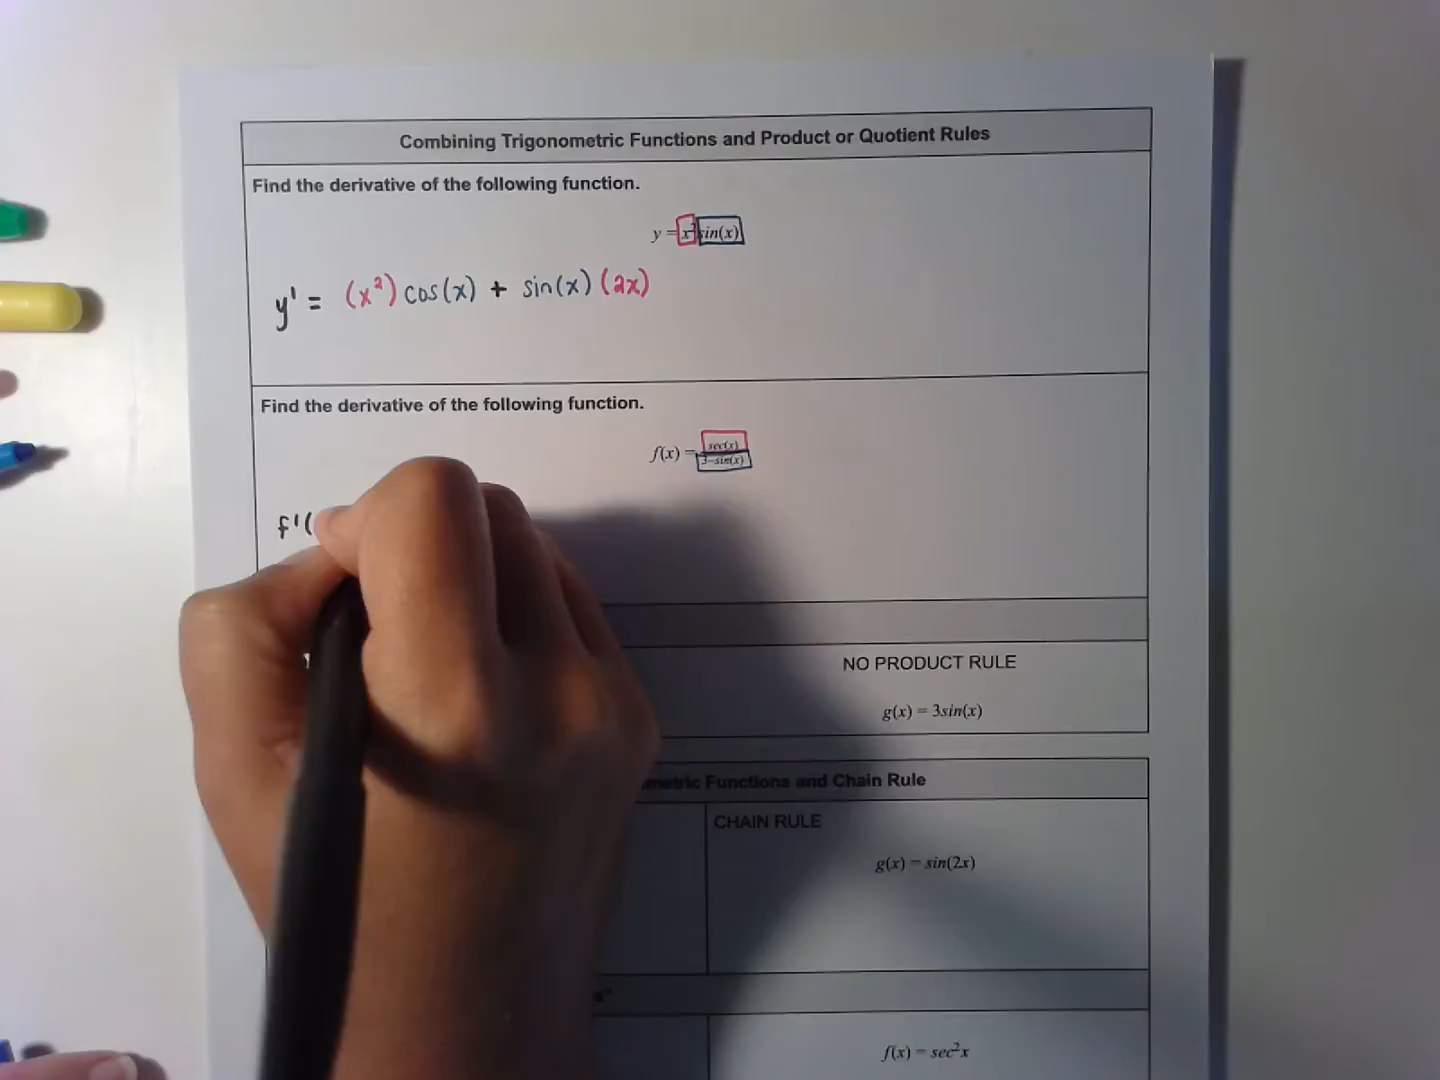 Combining Trigonometric Functions and Product or Quotient Rules
Find the derivative of the following function.
y = x² sin(x)
y' = (x²) cos(x) + sin(x) (2x)
Find the derivative of the following function.
f(x) = sec(x) / 3−sin(x)
f'(
NO PRODUCT RULE
g(x) = 3sin(x)
Functions and Chain Rule
CHAIN RULE
g(x) = sin(2x)
f(x) = sec²x